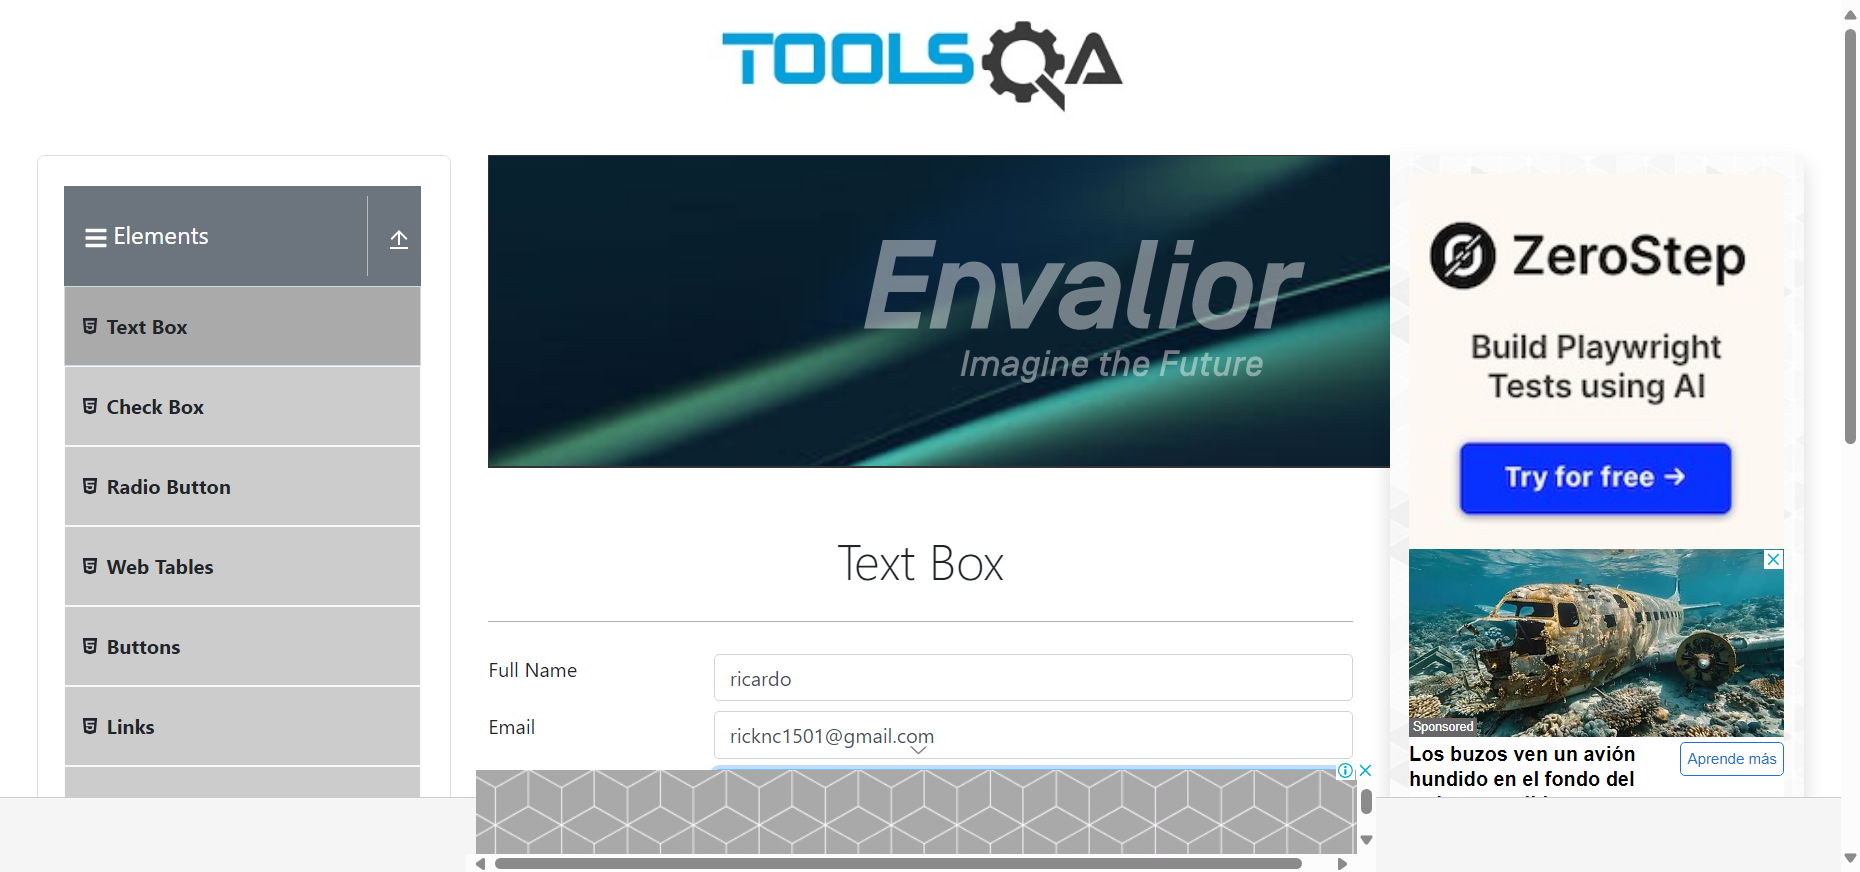 TOOLSQA
Elements
Text Box
Check Box
Radio Button
Web Tables
Buttons
Links
Envalior
Imagine the Future
Text Box
Full Name
ricardo
Email
ricknc1501@gmail.com
ZeroStep
Build Playwright
Tests using AI
Try for free →
Sponsored
Los buzos ven un avión
hundido en el fondo del
Aprende más